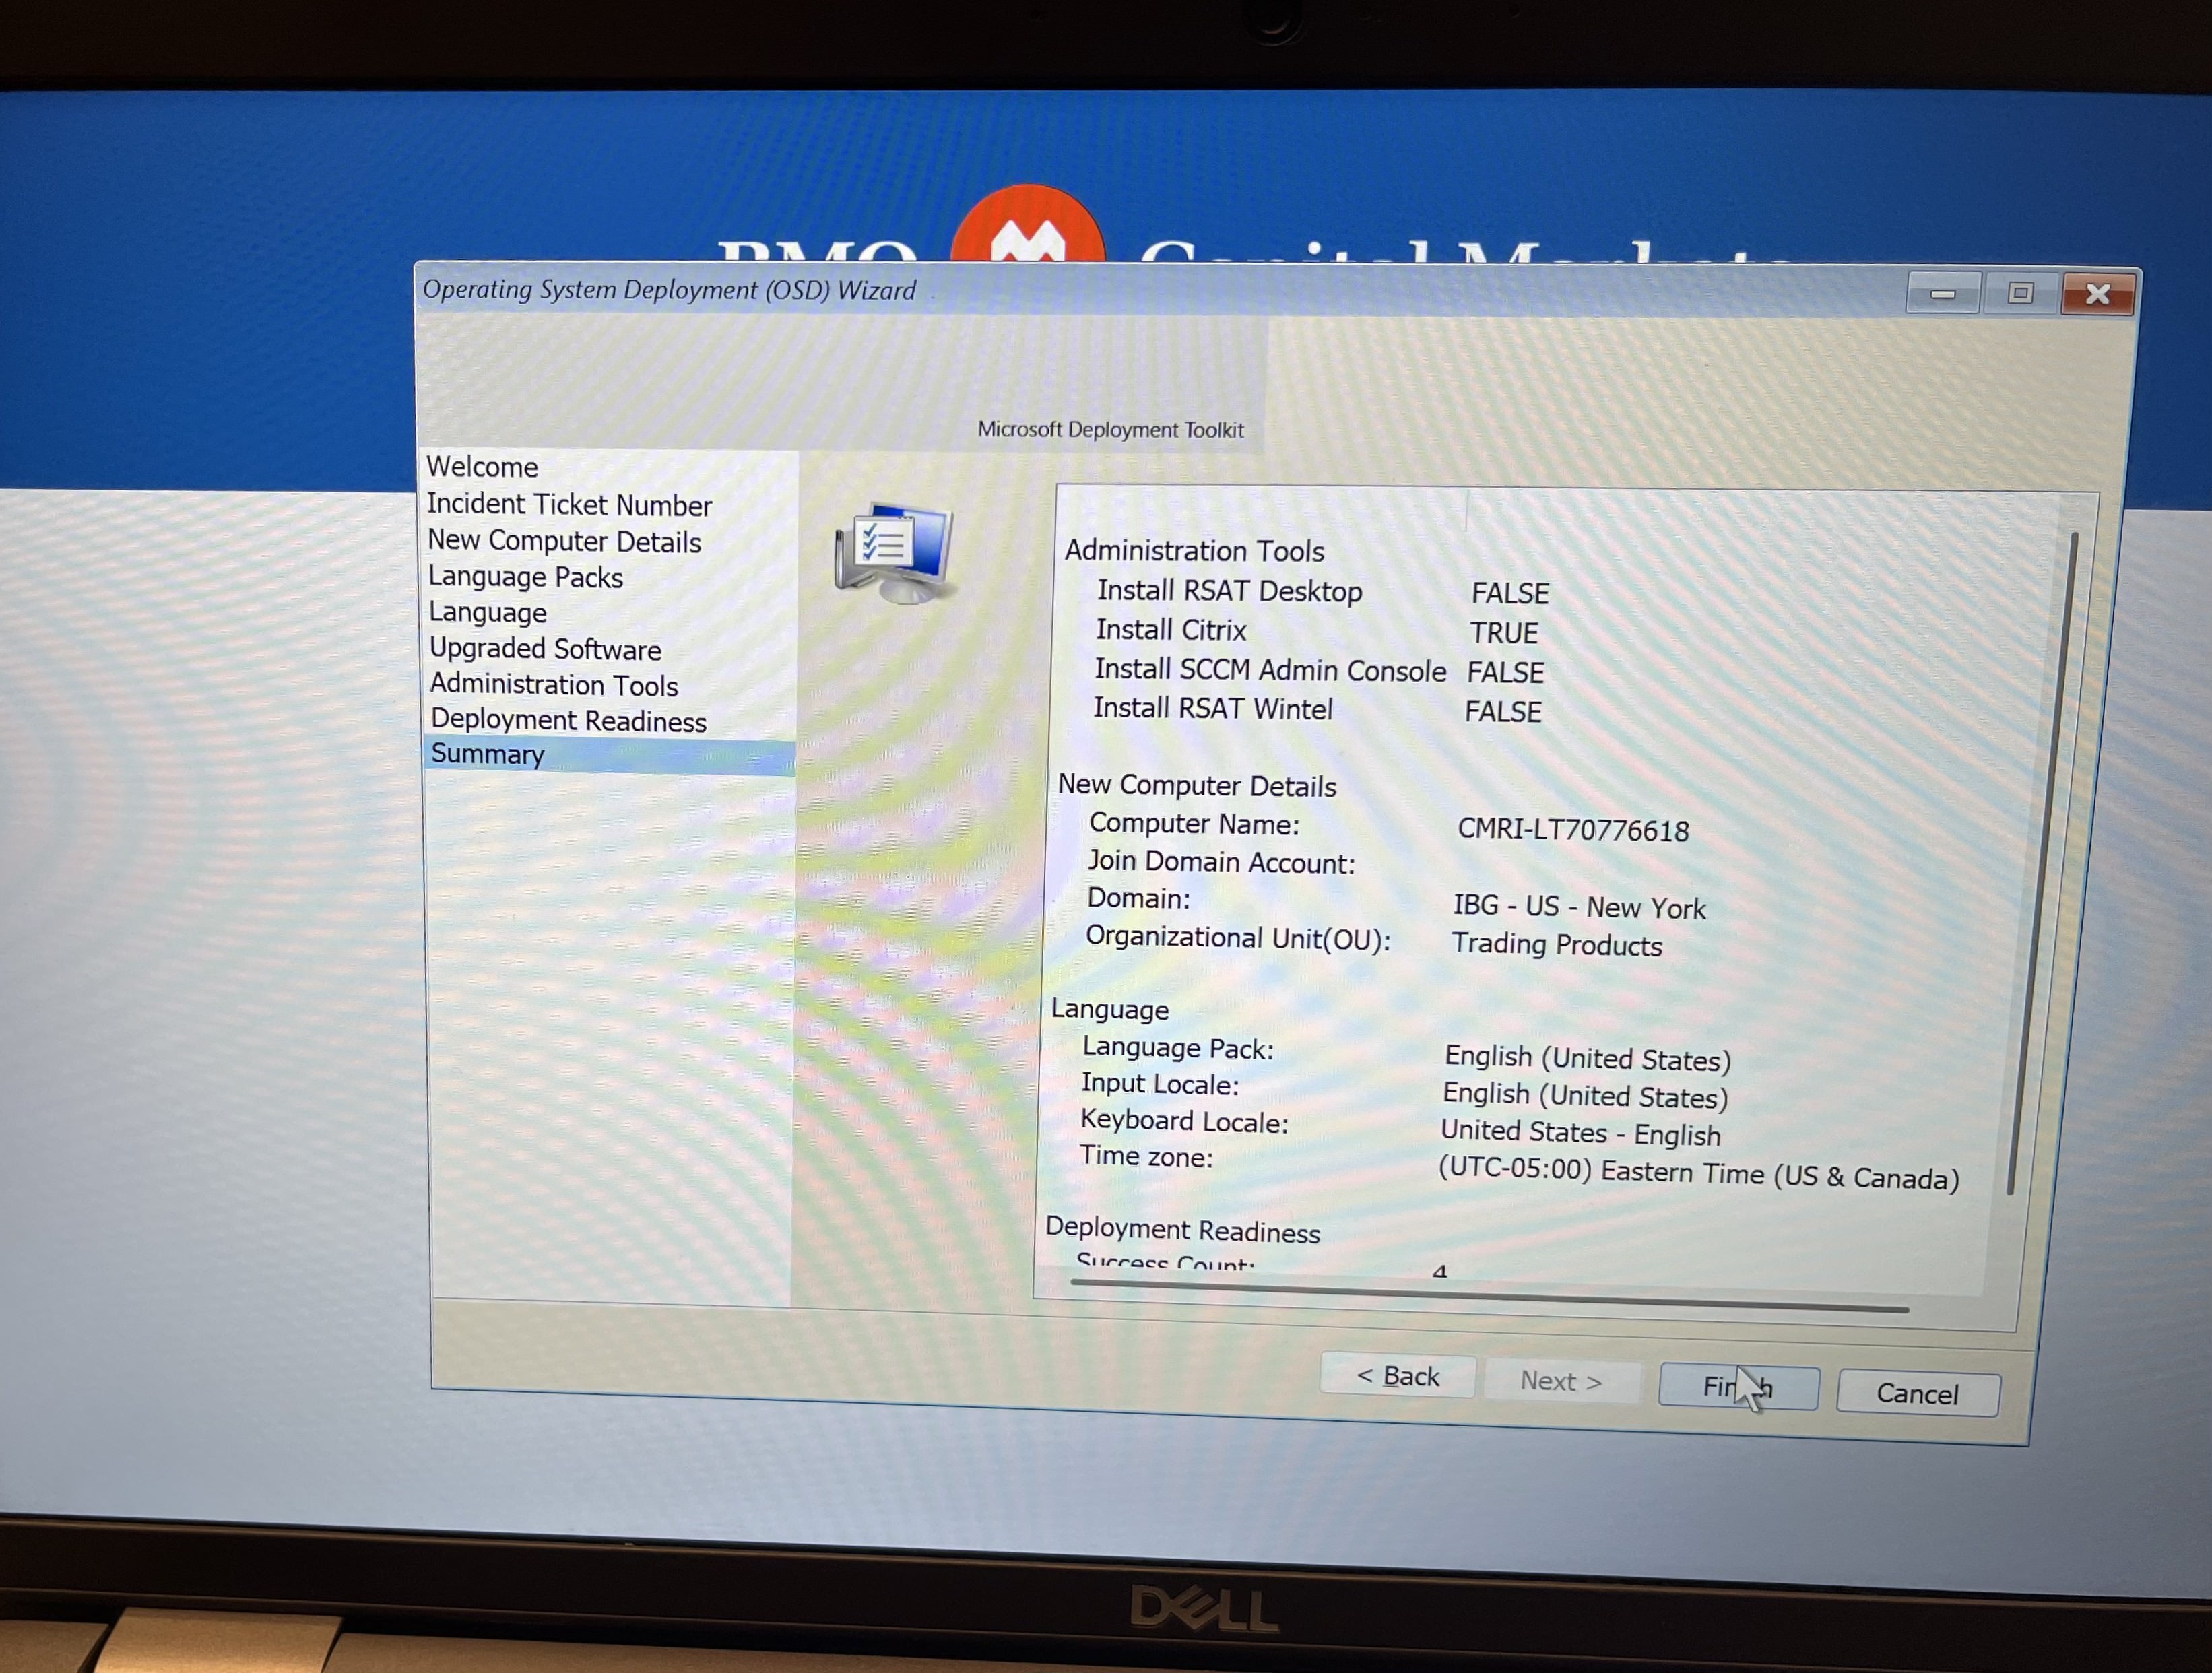 BMO Capital Markets
Operating System Deployment (OSD) Wizard
Microsoft Deployment Toolkit
Welcome
Incident Ticket Number
New Computer Details
Language Packs
Language
Upgraded Software
Administration Tools
Deployment Readiness
Summary
Administration Tools
Install RSAT Desktop FALSE
Install Citrix TRUE
Install SCCM Admin Console FALSE
Install RSAT Wintel FALSE
New Computer Details
Computer Name: CMRI-LT70776618
Join Domain Account:
Domain: IBG - US - New York
Organizational Unit(OU): Trading Products
Language
Language Pack: English (United States)
Input Locale: English (United States)
Keyboard Locale: United States - English
Time zone: (UTC-05:00) Eastern Time (US & Canada)
Deployment Readiness
Success Count: 4
< Back Next > Finish Cancel
DELL